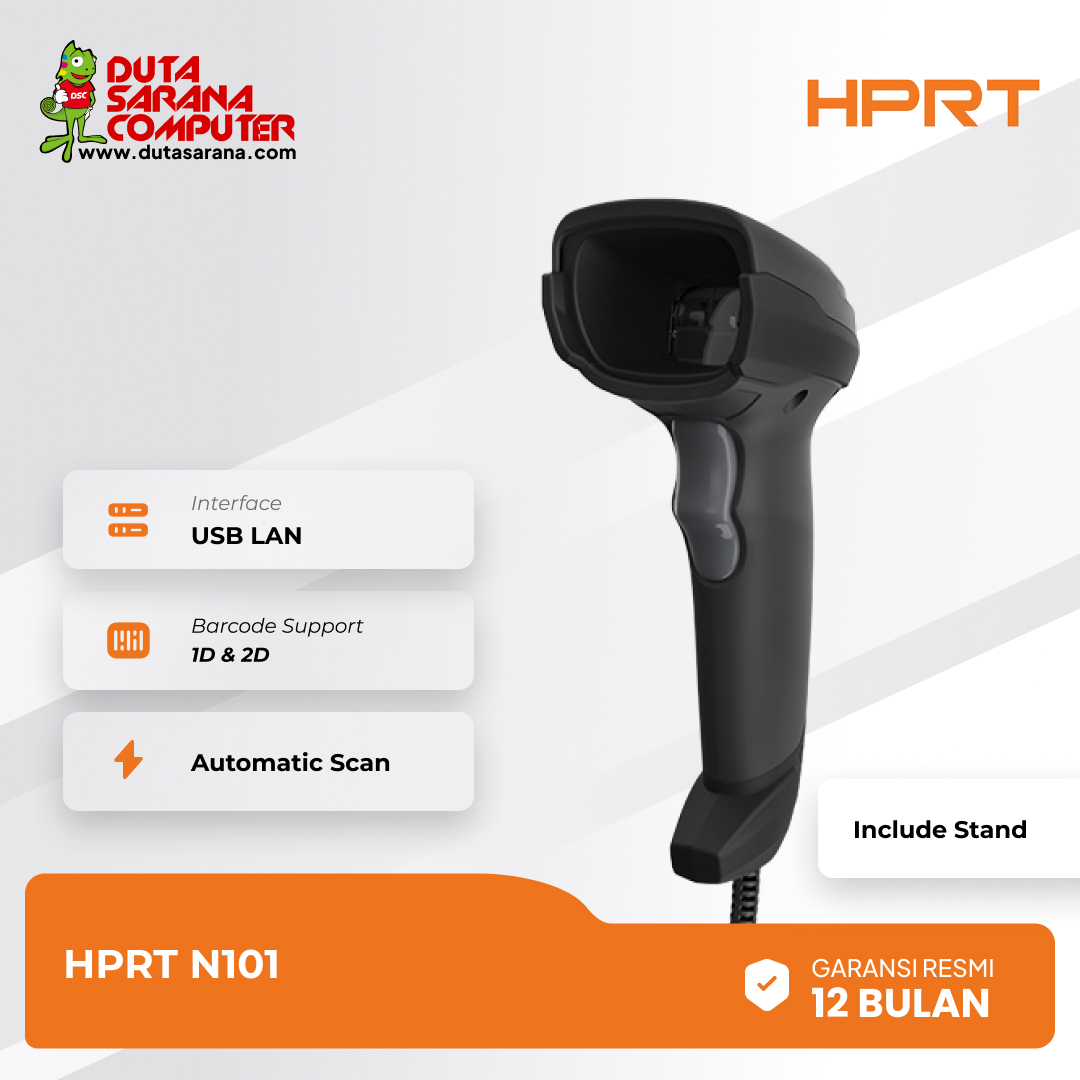 DUTA
SARANA
COMPUTER
DSC
www.dutasarana.com
HPRT
Interface
USB LAN
Barcode Support
1D & 2D
Automatic Scan
Include Stand
HPRT N101
GARANSI RESMI
12 BULAN